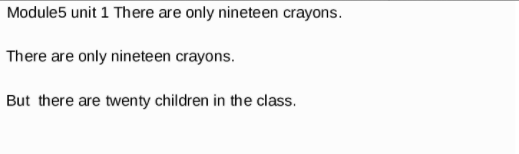 Module5 unit 1 There are only nineteen crayons.
There are only nineteen crayons.
But  there are twenty children in the class.